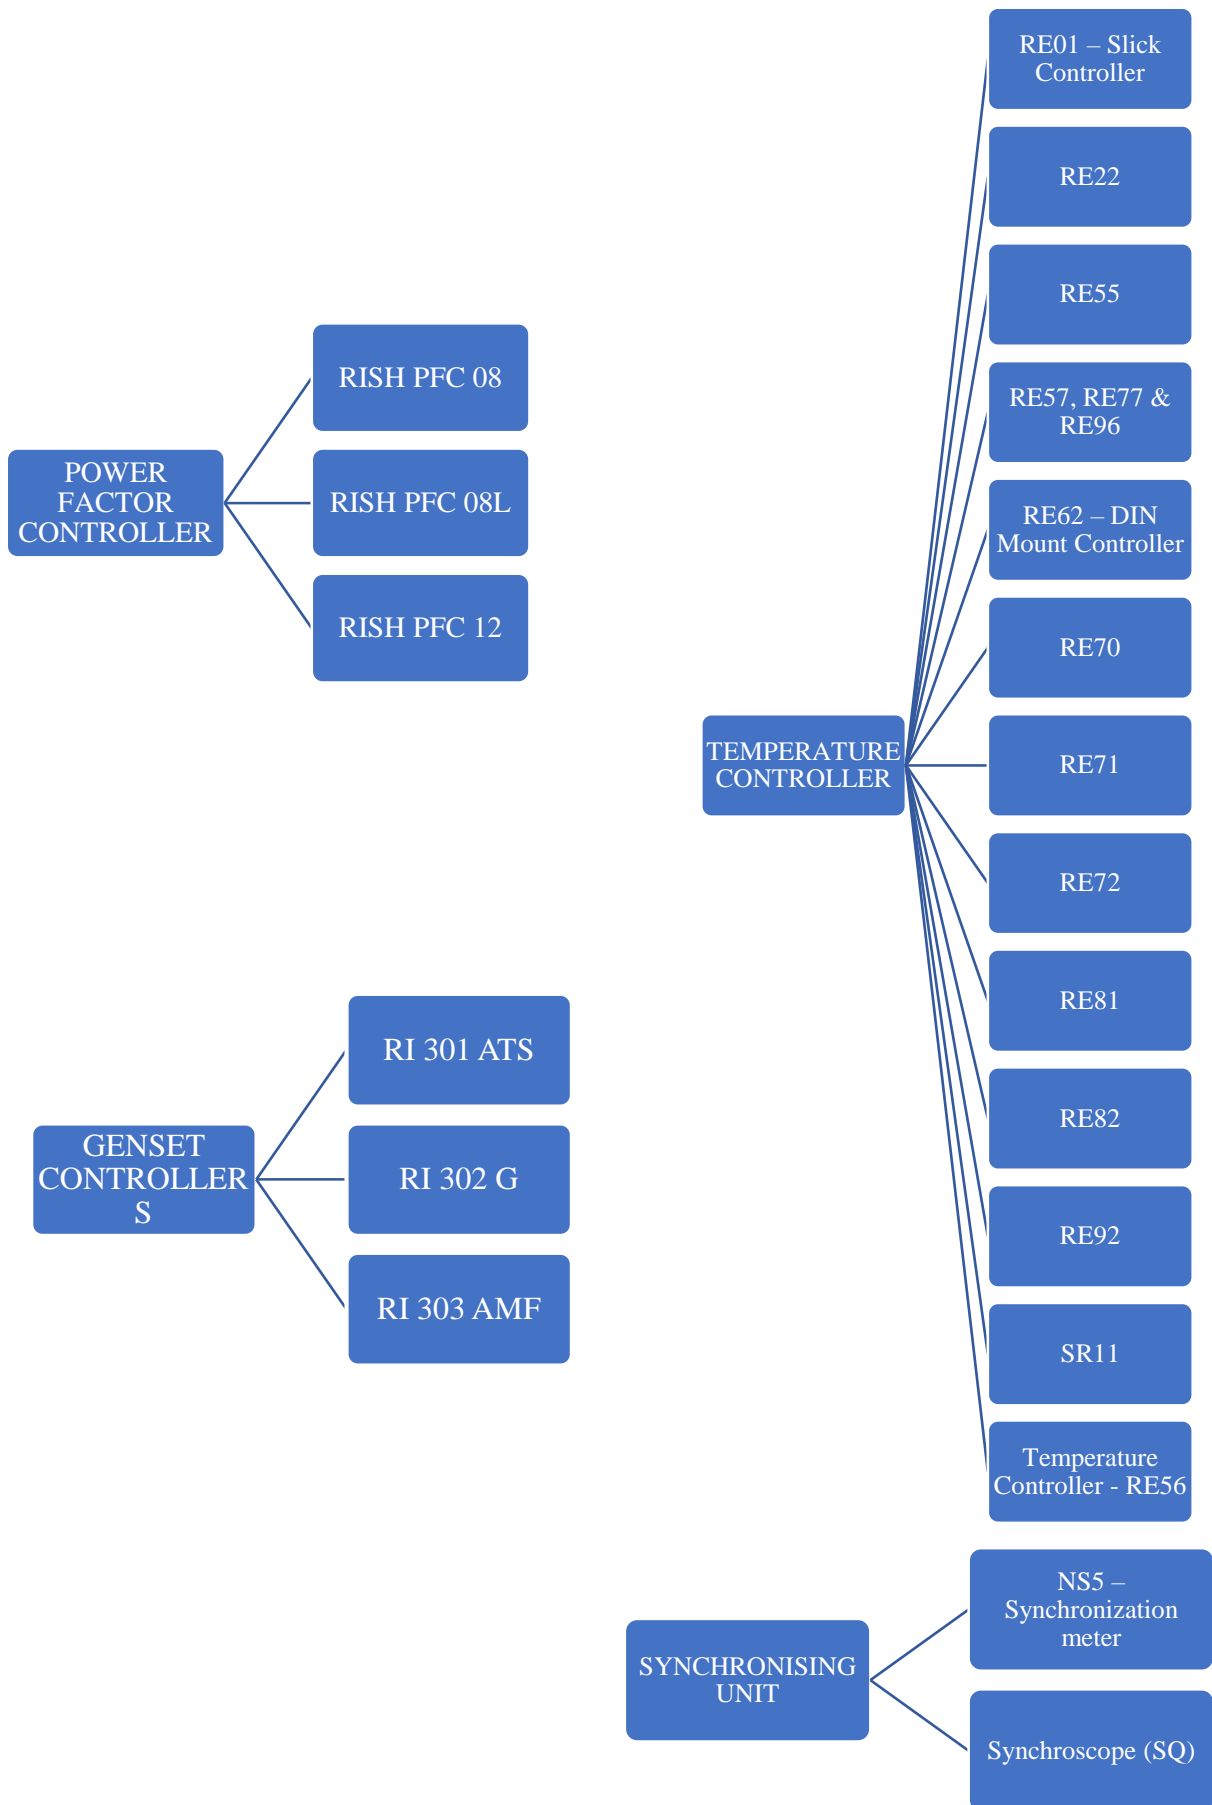 POWER
FACTOR
CONTROLLER
RISH PFC 08
RISH PFC 08L
RISH PFC 12
GENSET
CONTROLLER
S
RI 301 ATS
RI 302 G
RI 303 AMF
TEMPERATURE
CONTROLLER
RE01 – Slick
Controller
RE22
RE55
RE57, RE77 &
RE96
RE62 – DIN
Mount Controller
RE70
RE71
RE72
RE81
RE82
RE92
SR11
Temperature
Controller - RE56
SYNCHRONISING
UNIT
NS5 –
Synchronization
meter
Synchroscope (SQ)